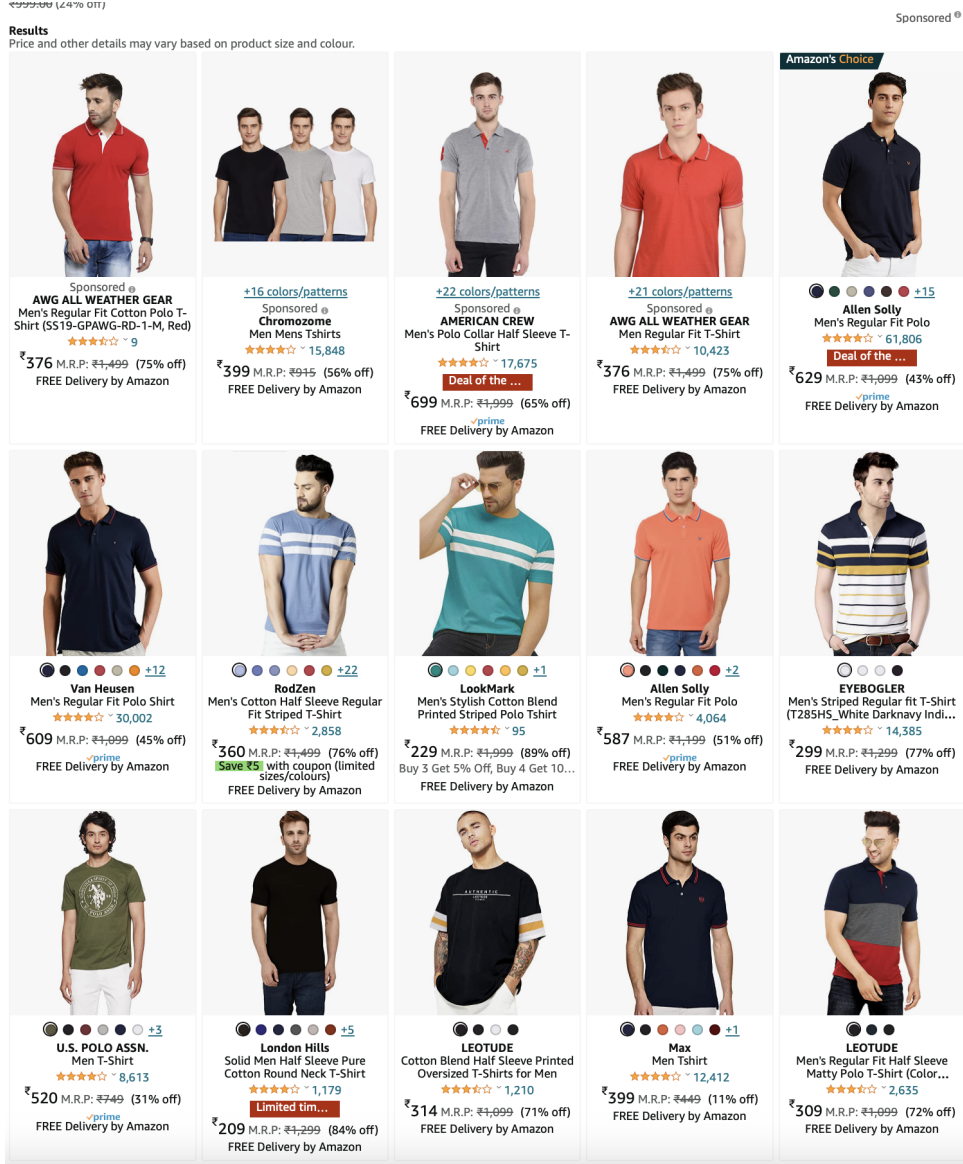 ₹999.00 (24% off)
Sponsored
Results
Price and other details may vary based on product size and colour.
Amazon's Choice
Sponsored
AWG ALL WEATHER GEAR
Men's Regular Fit Cotton Polo T-
Shirt (SS19-GPAWG-RD-1-M, Red)
9
₹376 M.R.P: ₹1,499 (75% off)
FREE Delivery by Amazon
+16 colors/patterns
Sponsored
Chromozome
Men Mens Tshirts
15,848
₹399 M.R.P: ₹915 (56% off)
FREE Delivery by Amazon
+22 colors/patterns
Sponsored
AMERICAN CREW
Men's Polo Collar Half Sleeve T-
Shirt
17,675
Deal of the ...
₹699 M.R.P: ₹1,999 (65% off)
prime
FREE Delivery by Amazon
+21 colors/patterns
Sponsored
AWG ALL WEATHER GEAR
Men Regular Fit T-Shirt
10,423
₹376 M.R.P: ₹1,499 (75% off)
FREE Delivery by Amazon
+15
Allen Solly
Men's Regular Fit Polo
61,806
Deal of the ...
₹629 M.R.P: ₹1,099 (43% off)
prime
FREE Delivery by Amazon
+12
Van Heusen
Men's Regular Fit Polo Shirt
30,002
₹609 M.R.P: ₹1,099 (45% off)
prime
FREE Delivery by Amazon
+22
RodZen
Men's Cotton Half Sleeve Regular
Fit Striped T-Shirt
2,858
₹360 M.R.P: ₹1,499 (76% off)
Save ₹5 with coupon (limited
sizes/colours)
FREE Delivery by Amazon
+1
LookMark
Men's Stylish Cotton Blend
Printed Striped Polo Tshirt
95
₹229 M.R.P: ₹1,999 (89% off)
Buy 3 Get 5% Off, Buy 4 Get 10...
FREE Delivery by Amazon
+2
Allen Solly
Men's Regular Fit Polo
4,064
₹587 M.R.P: ₹1,199 (51% off)
prime
FREE Delivery by Amazon
EYEBOGLER
Men's Striped Regular fit T-Shirt
(T285HS_White Darknavy Indi...
14,385
₹299 M.R.P: ₹1,299 (77% off)
FREE Delivery by Amazon
+3
U.S. POLO ASSN.
Men T-Shirt
8,613
₹520 M.R.P: ₹749 (31% off)
prime
FREE Delivery by Amazon
+5
London Hills
Solid Men Half Sleeve Pure
Cotton Round Neck T-Shirt
1,179
Limited tim...
₹209 M.R.P: ₹1,299 (84% off)
FREE Delivery by Amazon
AUTHENTIC
LEOTUDE
LEOTUDE
Cotton Blend Half Sleeve Printed
Oversized T-Shirts for Men
1,210
₹314 M.R.P: ₹1,099 (71% off)
FREE Delivery by Amazon
+1
Max
Men Tshirt
12,412
₹399 M.R.P: ₹449 (11% off)
FREE Delivery by Amazon
LEOTUDE
Men's Regular Fit Half Sleeve
Matty Polo T-Shirt (Color...
2,635
₹309 M.R.P: ₹1,099 (72% off)
FREE Delivery by Amazon